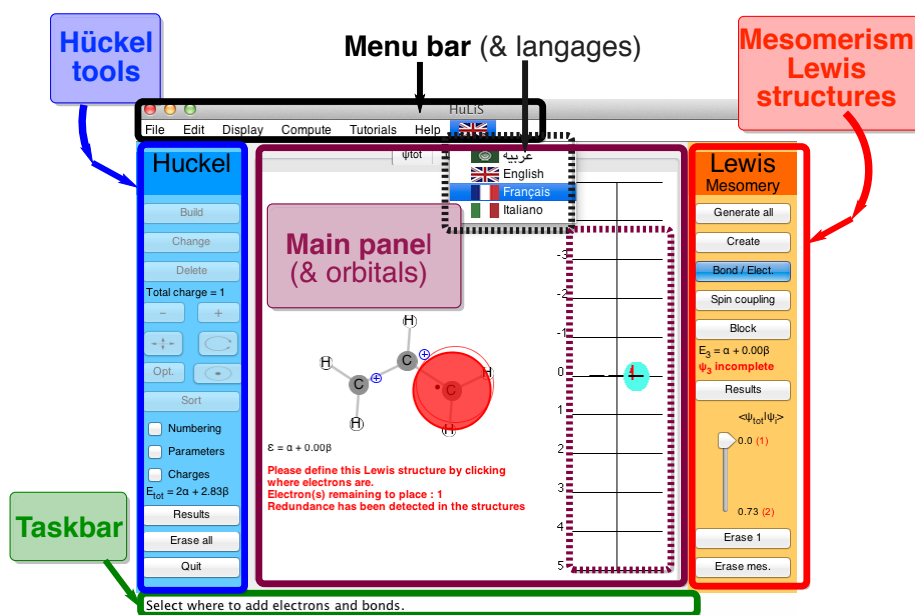 Hückel
tools
Menu bar (& langages)
Mesomerism
Lewis
structures
HuLiS
File Edit Display Compute Tutorials Help
عربيه
English
Français
Italiano
Huckel
Build
Change
Delete
Total charge = 1
− +
Opt.
Sort
Numbering
Parameters
Charges
E_tot = 2α + 2.83β
Results
Erase all
Quit
Ψtot
Main panel
(& orbitals)
H
H
H
C
C
C
H
H
ε = α + 0.00β
Please define this Lewis structure by clicking
where electrons are.
Electron(s) remaining to place : 1
Redundance has been detected in the structures
-3
-2
-1
0
1
2
3
4
5
Lewis
Mesomery
Generate all
Create
Bond / Elect.
Spin coupling
Block
E₃ = α + 0.00β
Ψ₃ incomplete
Results
<Ψ_tot|Ψ_i>
0.0 (1)
0.73 (2)
Erase 1
Erase mes.
Taskbar
Select where to add electrons and bonds.